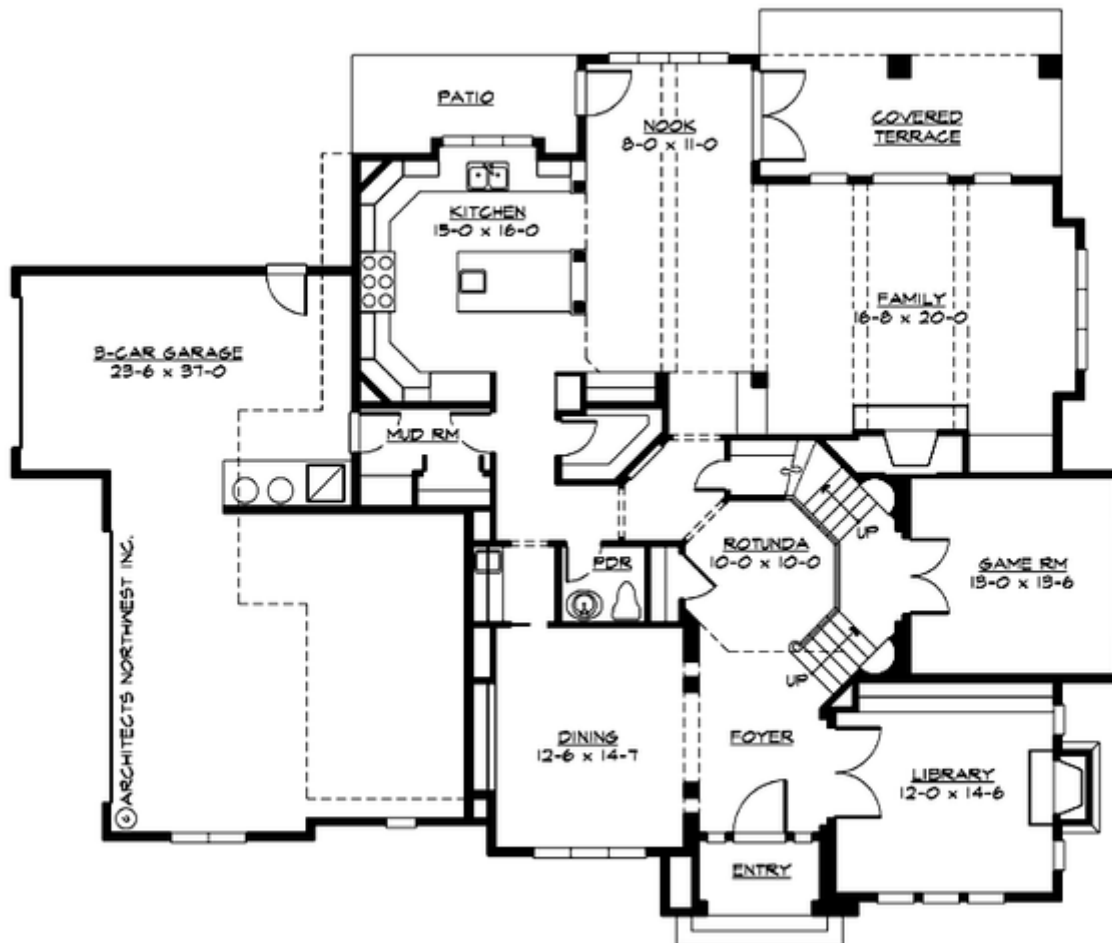 PATIO
NOOK
8-0 x 11-0
COVERED
TERRACE
KITCHEN
15-0 x 16-0
FAMILY
16-8 x 20-0
3-CAR GARAGE
23-6 x 37-0
MUD RM
UP
ROTUNDA
10-0 x 10-0
PDR
GAME RM
13-0 x 13-6
UP
DINING
12-6 x 14-7
FOYER
LIBRARY
12-0 x 14-6
ENTRY
© ARCHITECTS NORTHWEST INC.